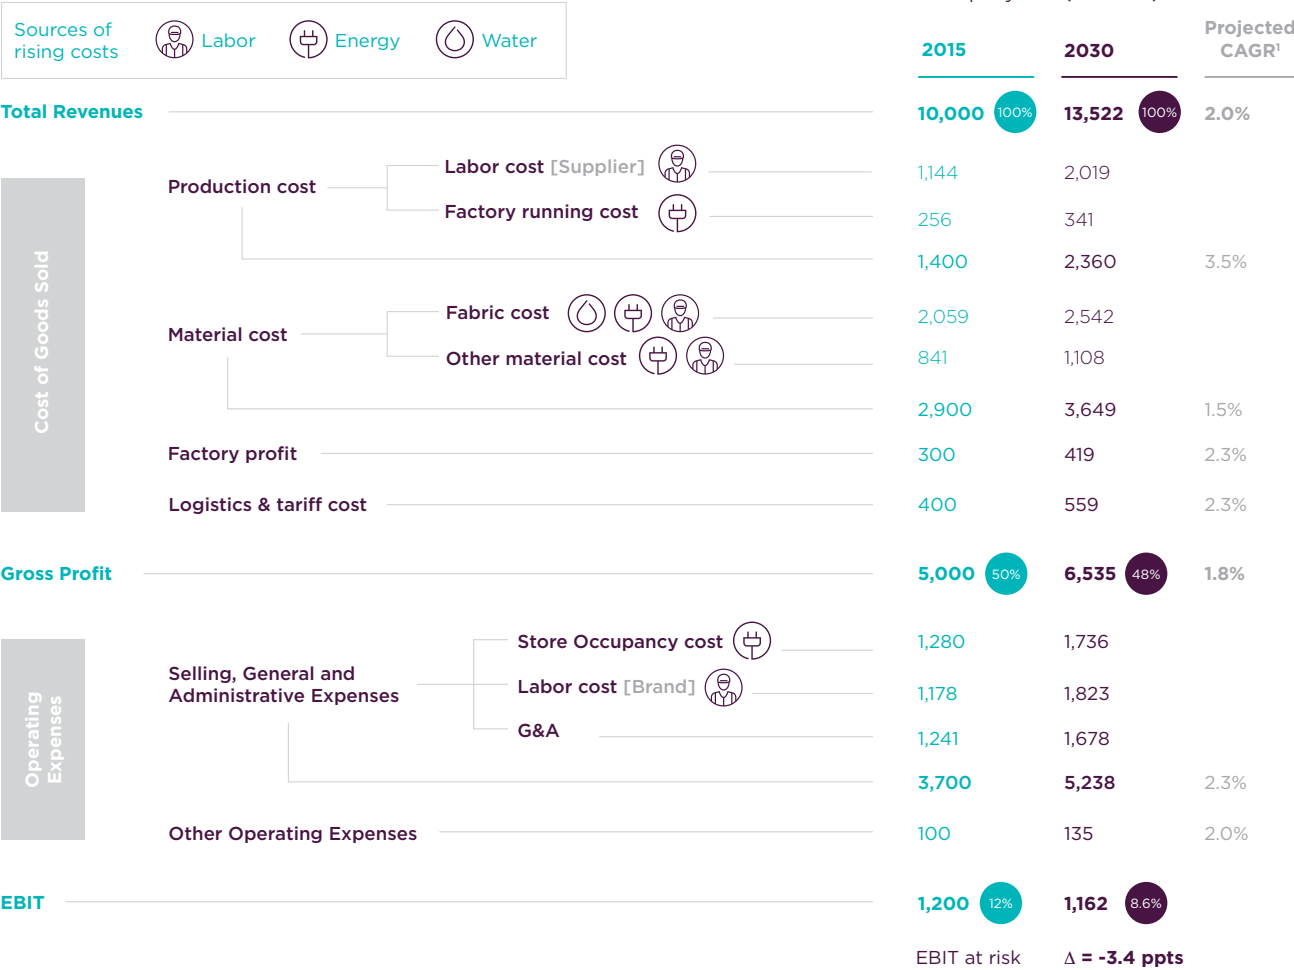 Sources of
rising costs
Labor
Energy
Water
2015
2030
Projected
CAGR¹
Total Revenues 10,000 100% 13,522 100% 2.0%
Cost of Goods Sold
Production cost
Labor cost [Supplier] 1,144 2,019
Factory running cost 256 341
1,400 2,360 3.5%
Material cost
Fabric cost 2,059 2,542
Other material cost 841 1,108
2,900 3,649 1.5%
Factory profit 300 419 2.3%
Logistics & tariff cost 400 559 2.3%
Gross Profit 5,000 50% 6,535 48% 1.8%
Operating
Expenses
Selling, General and
Administrative Expenses
Store Occupancy cost 1,280 1,736
Labor cost [Brand] 1,178 1,823
G&A 1,241 1,678
3,700 5,238 2.3%
Other Operating Expenses 100 135 2.0%
EBIT 1,200 12% 1,162 8.6%
EBIT at risk Δ = -3.4 ppts